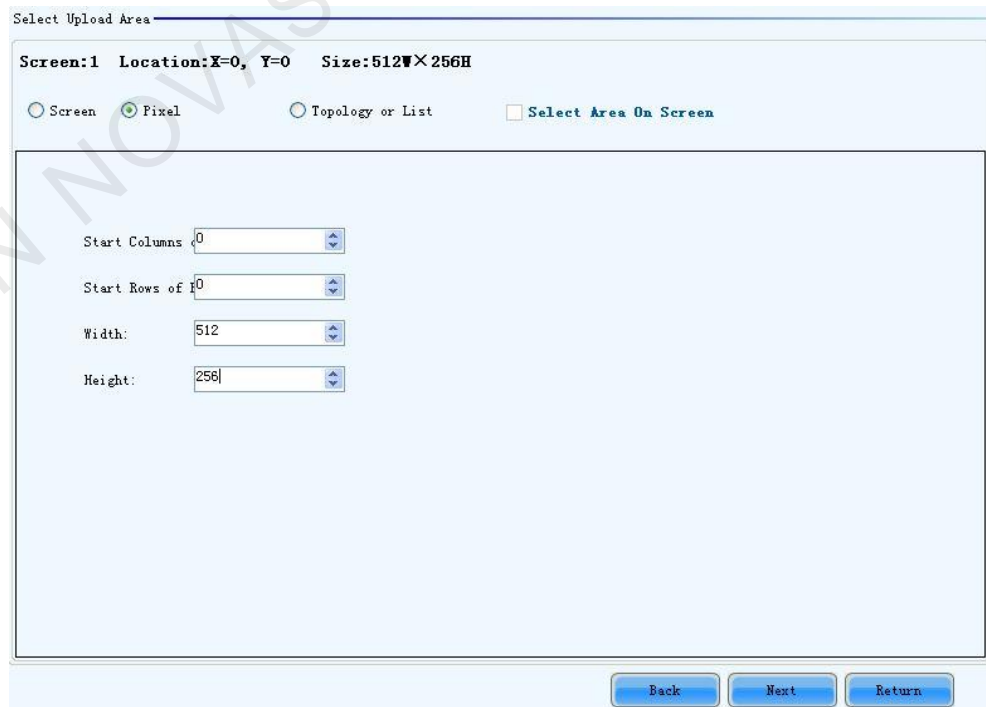 Select Upload Area
Screen:1 Location:X=0, Y=0 Size:512W×256H
Screen Pixel Topology or List Select Area On Screen
Start Columns 0
Start Rows of 0
Width: 512
Height: 256
Back Next Return
N NOVAS